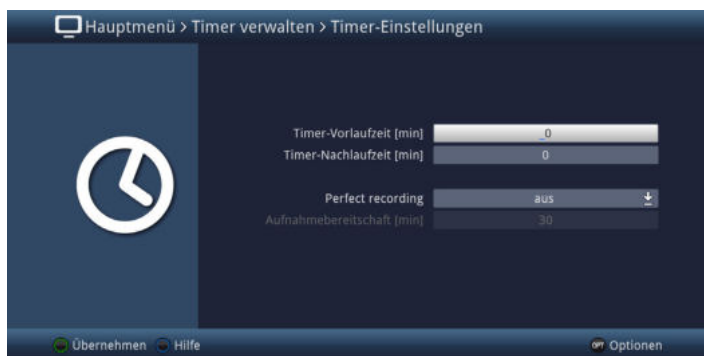 Hauptmenü > Timer verwalten > Timer-Einstellungen
Timer-Vorlaufzeit [min] _0
Timer-Nachlaufzeit [min] 0
Perfect recording aus
Aufnahmebereitschaft [min] 30
Übernehmen Hilfe OPT Optionen